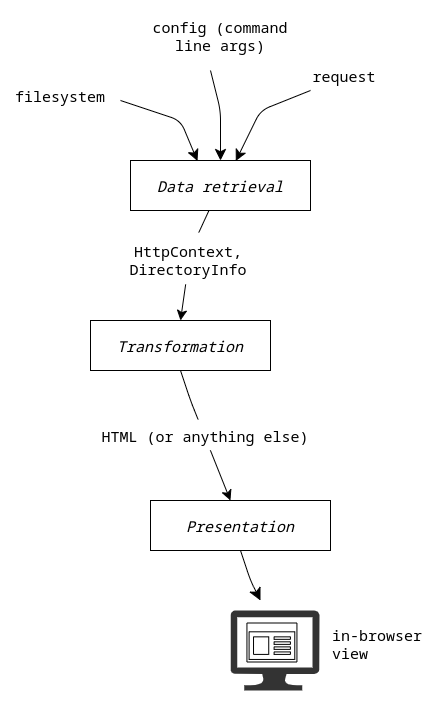 config (command
line args)
request
filesystem
Data retrieval
HttpContext,
DirectoryInfo
Transformation
HTML (or anything else)
Presentation
in-browser
view